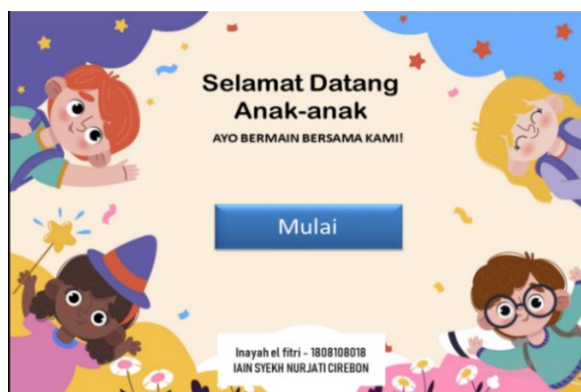 Selamat Datang
Anak-anak
AYO BERMAIN BERSAMA KAMI!
Mulai
Inayah el fitri - 1808108018
IAIN SYEKH NURJATI CIREBON